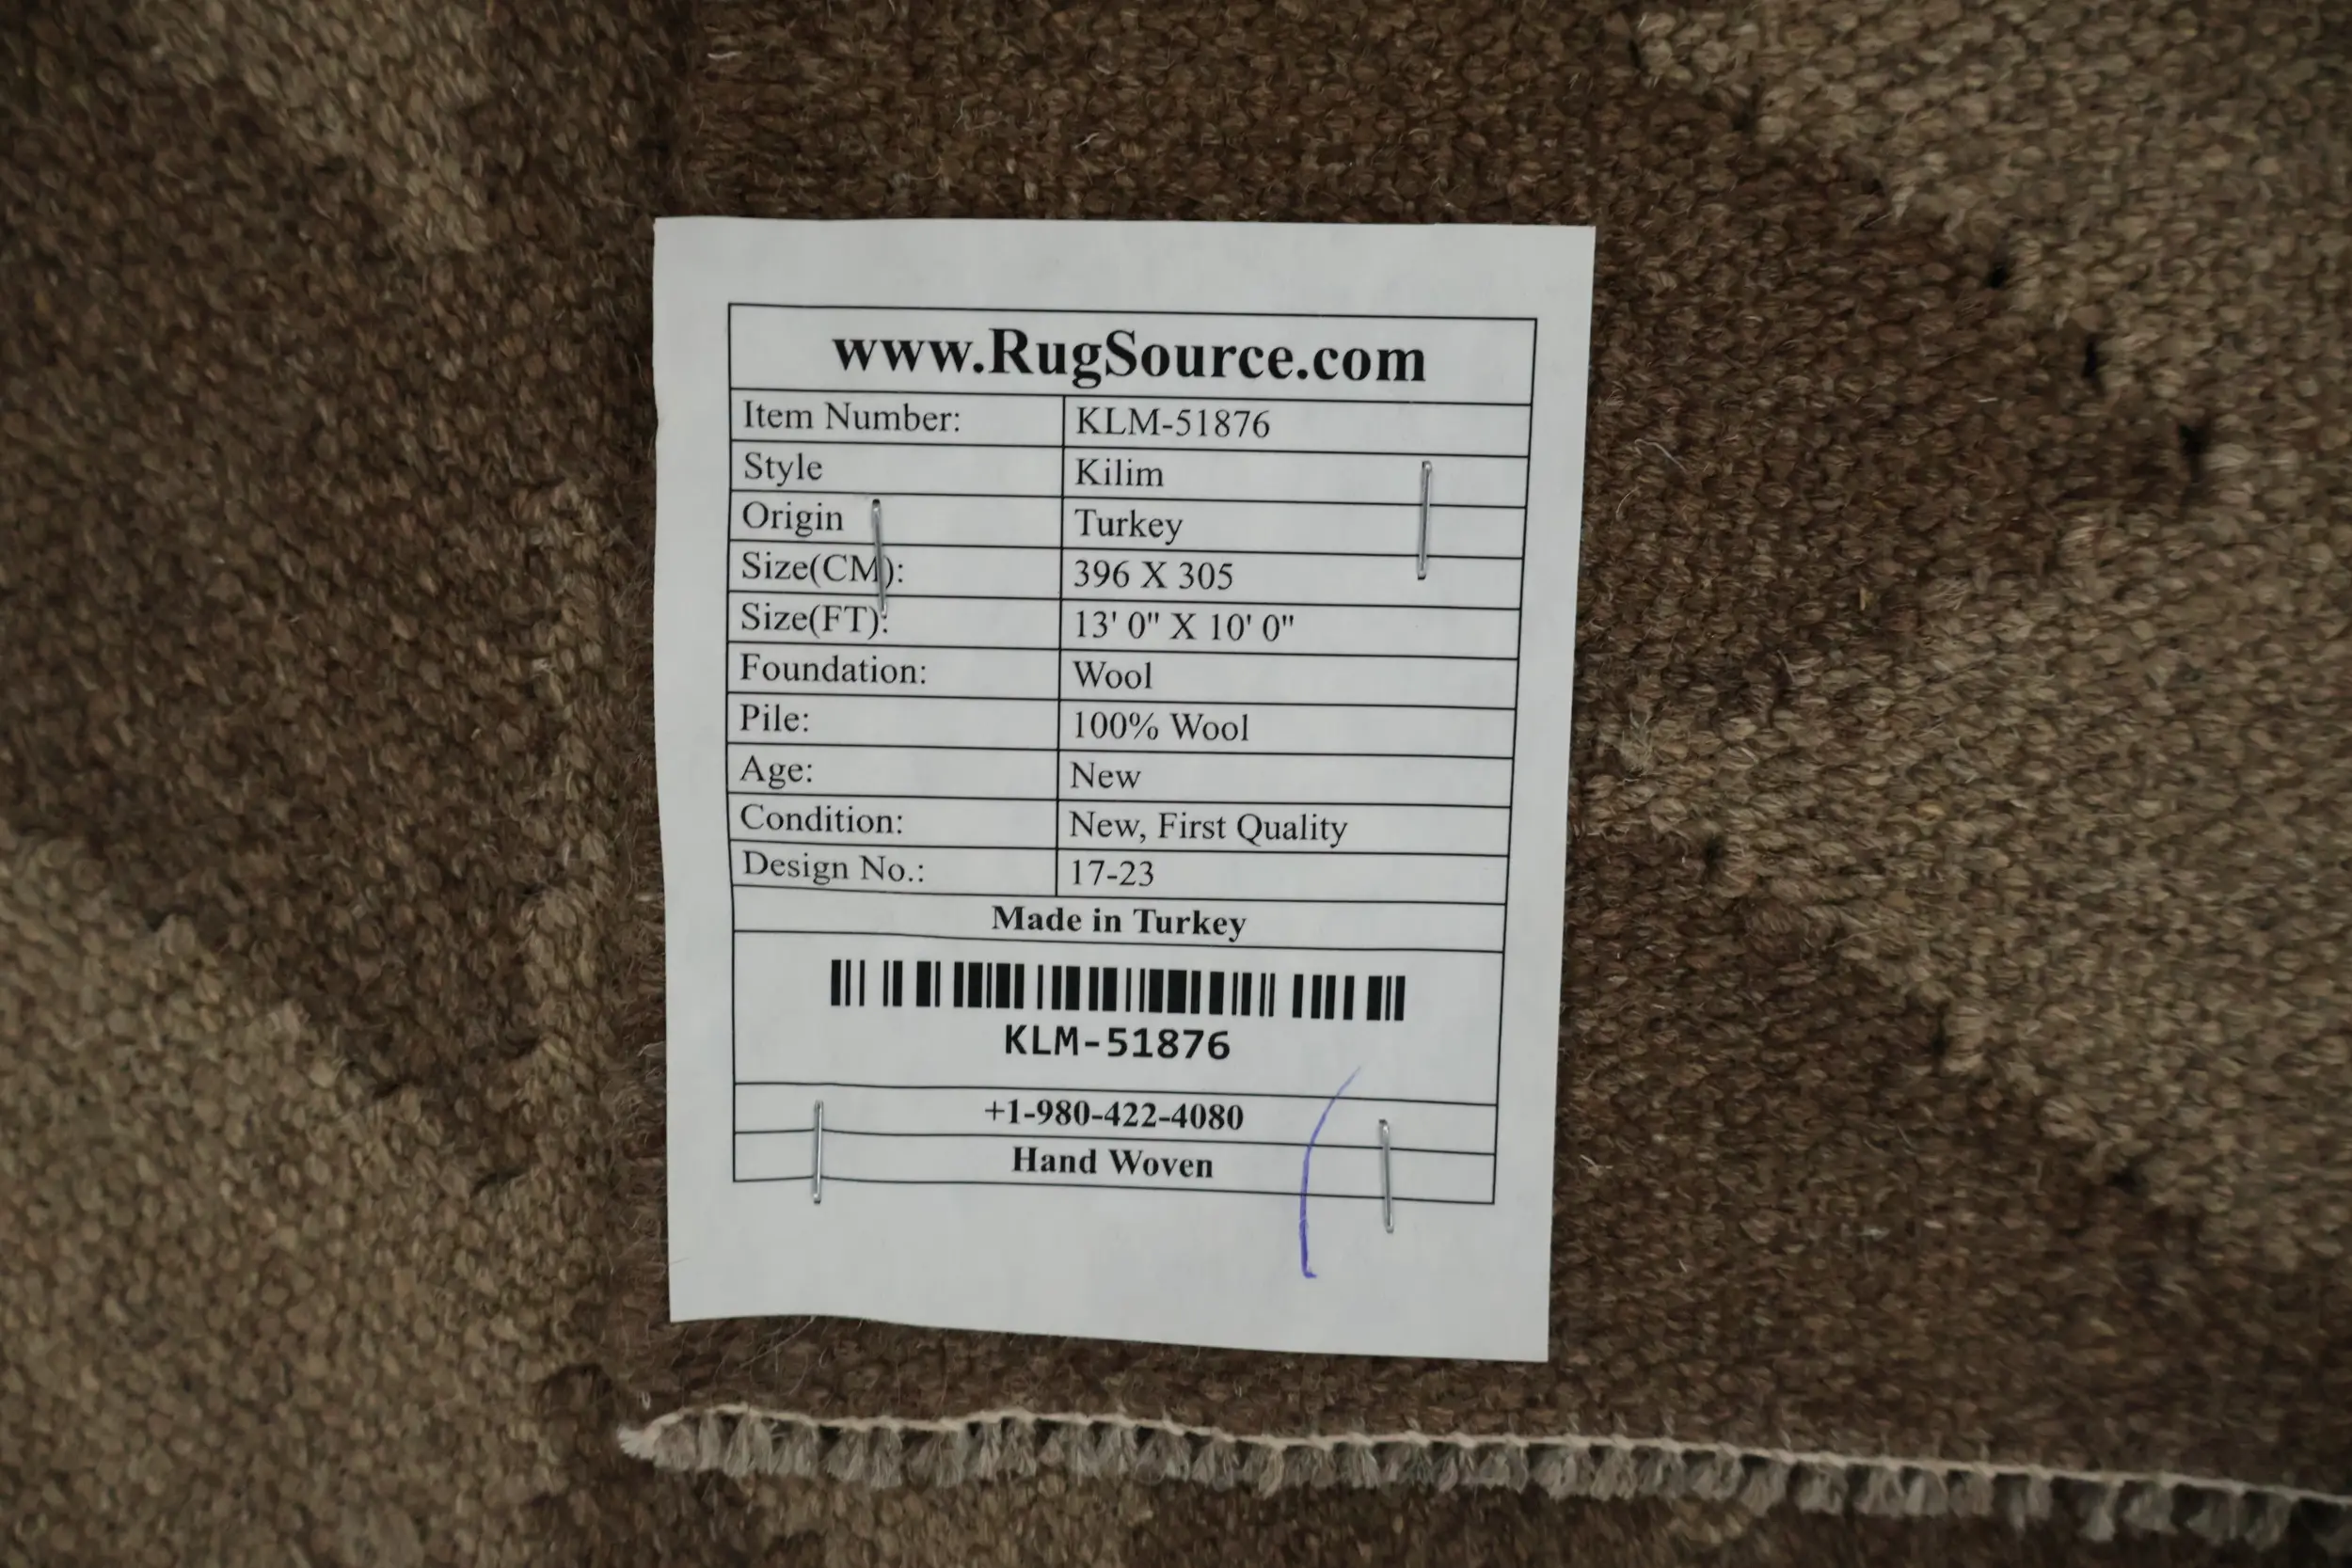 www.RugSource.com
Item Number: KLM-51876
Style Kilim
Origin Turkey
Size(CM): 396 X 305
Size(FT): 13' 0" X 10' 0"
Foundation: Wool
Pile: 100% Wool
Age: New
Condition: New, First Quality
Design No.: 17-23
Made in Turkey
KLM-51876
+1-980-422-4080
Hand Woven